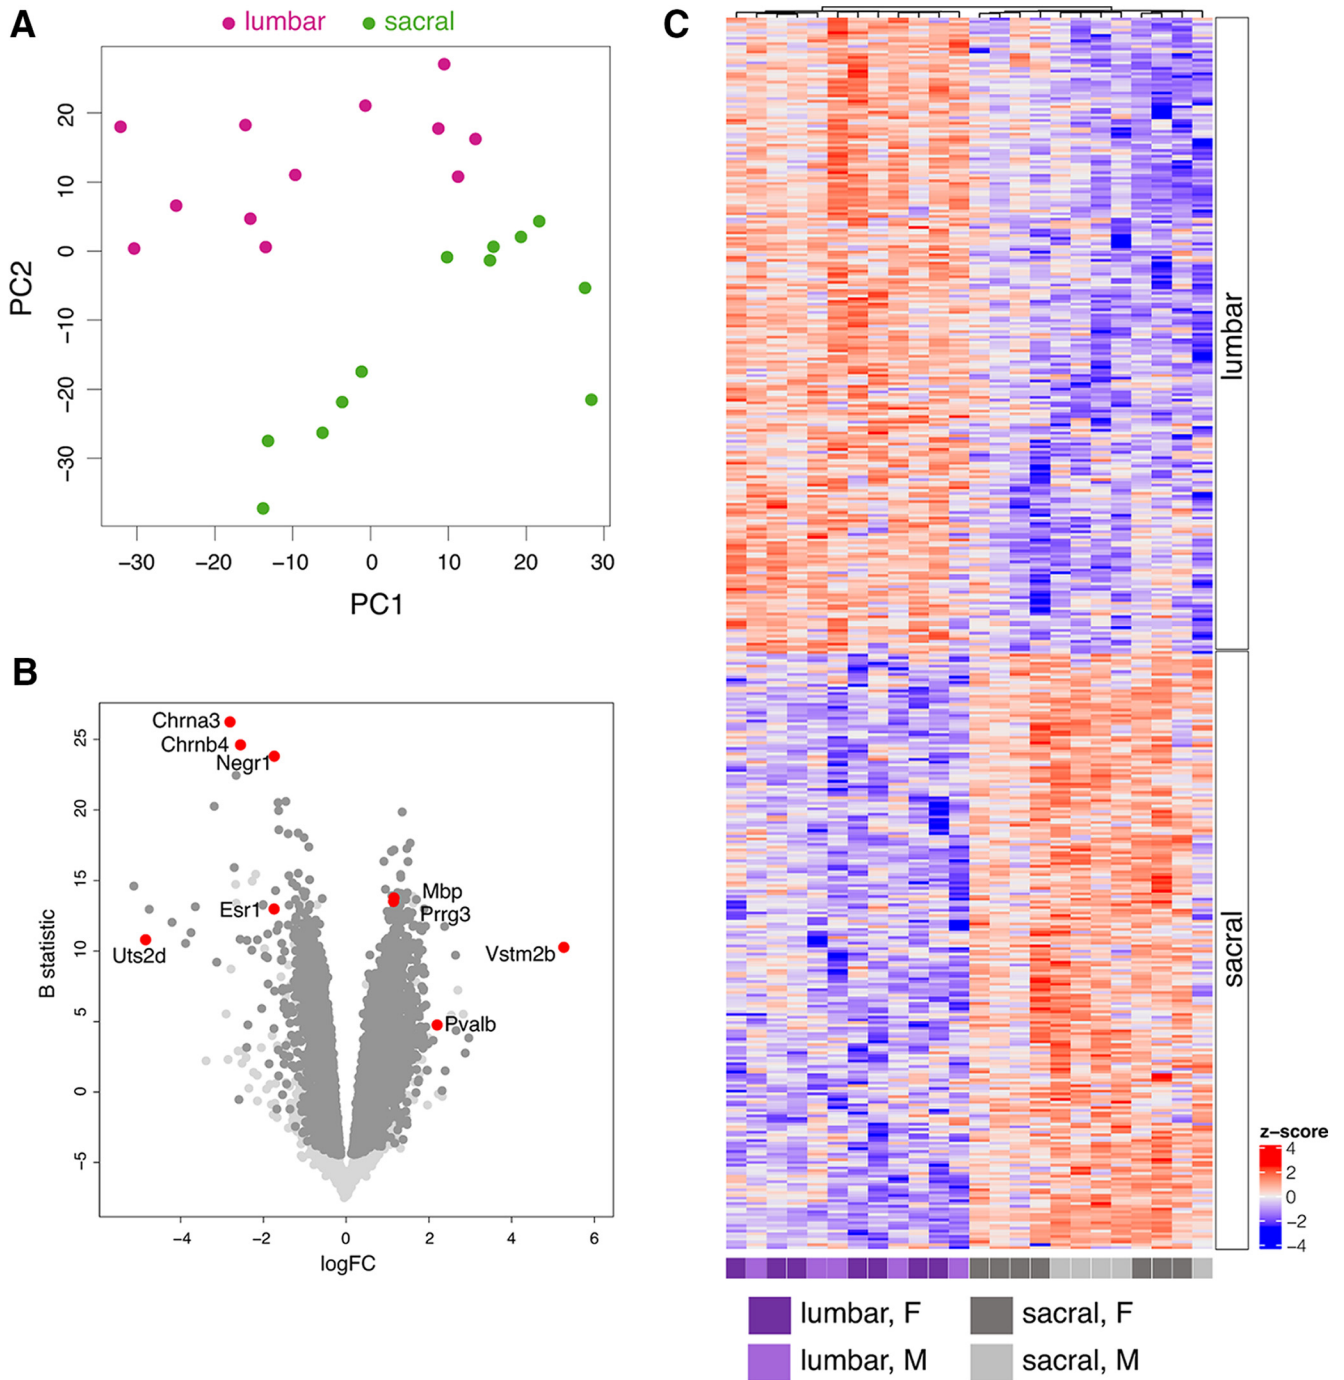 A
lumbar
sacral
PC2
20
10
0
−10
−20
−30
−30
−20
−10
0
10
20
30
PC1
B
Chrna3
Chrnb4
Negr1
Esr1
Uts2d
Mbp
Prrg3
Vstm2b
Pvalb
B statistic
25
20
15
10
5
0
−5
−4
−2
0
2
4
6
logFC
C
lumbar
sacral
z−score
4
2
0
−2
−4
lumbar, F
sacral, F
lumbar, M
sacral, M